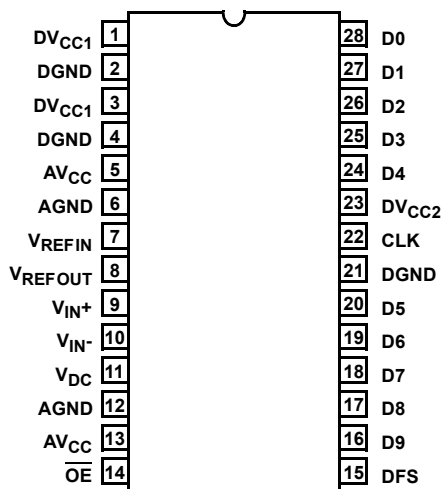 DVCC1 1 28 D0
DGND 2 27 D1
DVCC1 3 26 D2
DGND 4 25 D3
AVCC 5 24 D4
AGND 6 23 DVCC2
VREFIN 7 22 CLK
VREFOUT 8 21 DGND
VIN+ 9 20 D5
VIN- 10 19 D6
VDC 11 18 D7
AGND 12 17 D8
AVCC 13 16 D9
O̅E̅ 14 15 DFS